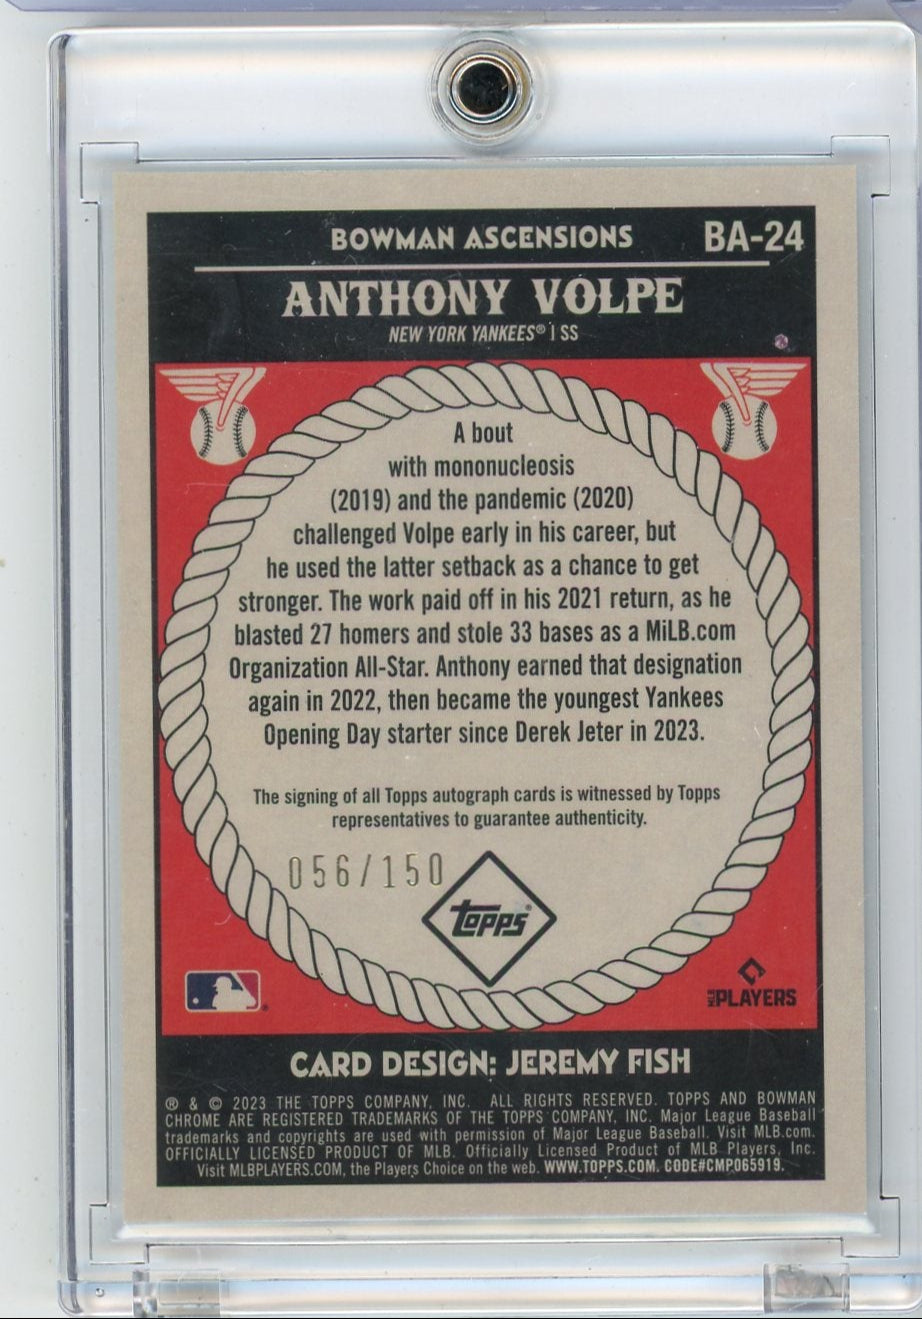 BOWMAN ASCENSIONS
BA-24
ANTHONY VOLPE
NEW YORK YANKEES® | SS
A bout
with mononucleosis
(2019) and the pandemic (2020)
challenged Volpe early in his career, but
he used the latter setback as a chance to get
stronger. The work paid off in his 2021 return, as he
blasted 27 homers and stole 33 bases as a MiLB.com
Organization All-Star. Anthony earned that designation
again in 2022, then became the youngest Yankees
Opening Day starter since Derek Jeter in 2023.
The signing of all Topps autograph cards is witnessed by Topps
representatives to guarantee authenticity.
056/150
topps®
MLB PLAYERS
CARD DESIGN: JEREMY FISH
® & © 2023 THE TOPPS COMPANY, INC. ALL RIGHTS RESERVED. TOPPS AND BOWMAN
CHROME ARE REGISTERED TRADEMARKS OF THE TOPPS COMPANY, INC. Major League Baseball
trademarks and copyrights are used with permission of Major League Baseball. Visit MLB.com.
OFFICIALLY LICENSED PRODUCT OF MLB. Officially Licensed Product of MLB Players, Inc.
Visit MLBPLAYERS.COM, the Players Choice on the web. WWW.TOPPS.COM. CODE#CMP065919.